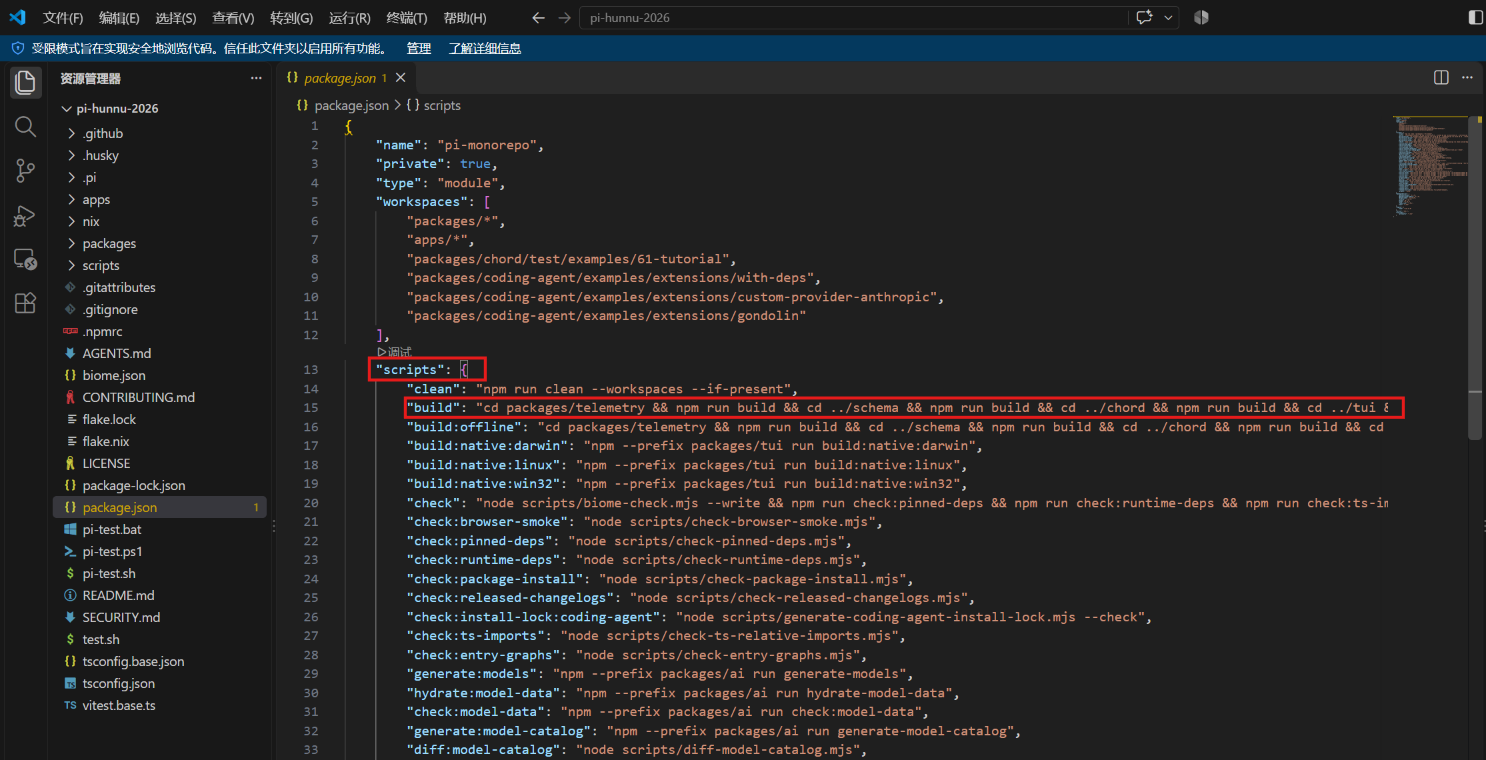 文件(F) 编辑(E) 选择(S) 查看(V) 转到(G) 运行(R) 终端(T) 帮助(H) pi-hunnu-2026
受限模式旨在实现安全地浏览代码。信任此文件夹以启用所有功能。 管理 了解详细信息
资源管理器
pi-hunnu-2026
.github
.husky
.pi
apps
nix
packages
scripts
.gitattributes
.gitignore
.npmrc
AGENTS.md
biome.json
CONTRIBUTING.md
flake.lock
flake.nix
LICENSE
package-lock.json
package.json 1
pi-test.bat
pi-test.ps1
pi-test.sh
README.md
SECURITY.md
test.sh
tsconfig.base.json
tsconfig.json
vitest.base.ts
{} package.json 1
{} package.json > {} scripts
1 {
2 "name": "pi-monorepo",
3 "private": true,
4 "type": "module",
5 "workspaces": [
6 "packages/*",
7 "apps/*",
8 "packages/chord/test/examples/61-tutorial",
9 "packages/coding-agent/examples/extensions/with-deps",
10 "packages/coding-agent/examples/extensions/custom-provider-anthropic",
11 "packages/coding-agent/examples/extensions/gondolin"
12 ],
调试
13 "scripts": {
14 "clean": "npm run clean --workspaces --if-present",
15 "build": "cd packages/telemetry && npm run build && cd ../schema && npm run build && cd ../chord && npm run build && cd ../tui &
16 "build:offline": "cd packages/telemetry && npm run build && cd ../schema && npm run build && cd ../chord && npm run build && cd
17 "build:native:darwin": "npm --prefix packages/tui run build:native:darwin",
18 "build:native:linux": "npm --prefix packages/tui run build:native:linux",
19 "build:native:win32": "npm --prefix packages/tui run build:native:win32",
20 "check": "node scripts/biome-check.mjs --write && npm run check:pinned-deps && npm run check:runtime-deps && npm run check:ts-im
21 "check:browser-smoke": "node scripts/check-browser-smoke.mjs",
22 "check:pinned-deps": "node scripts/check-pinned-deps.mjs",
23 "check:runtime-deps": "node scripts/check-runtime-deps.mjs",
24 "check:package-install": "node scripts/check-package-install.mjs",
25 "check:released-changelogs": "node scripts/check-released-changelogs.mjs",
26 "check:install-lock:coding-agent": "node scripts/generate-coding-agent-install-lock.mjs --check",
27 "check:ts-imports": "node scripts/check-ts-relative-imports.mjs",
28 "check:entry-graphs": "node scripts/check-entry-graphs.mjs",
29 "generate:models": "npm --prefix packages/ai run generate-models",
30 "hydrate:model-data": "npm --prefix packages/ai run hydrate-model-data",
31 "check:model-data": "npm --prefix packages/ai run check:model-data",
32 "generate:model-catalog": "npm --prefix packages/ai run generate-model-catalog",
33 "diff:model-catalog": "node scripts/diff-model-catalog.mjs",